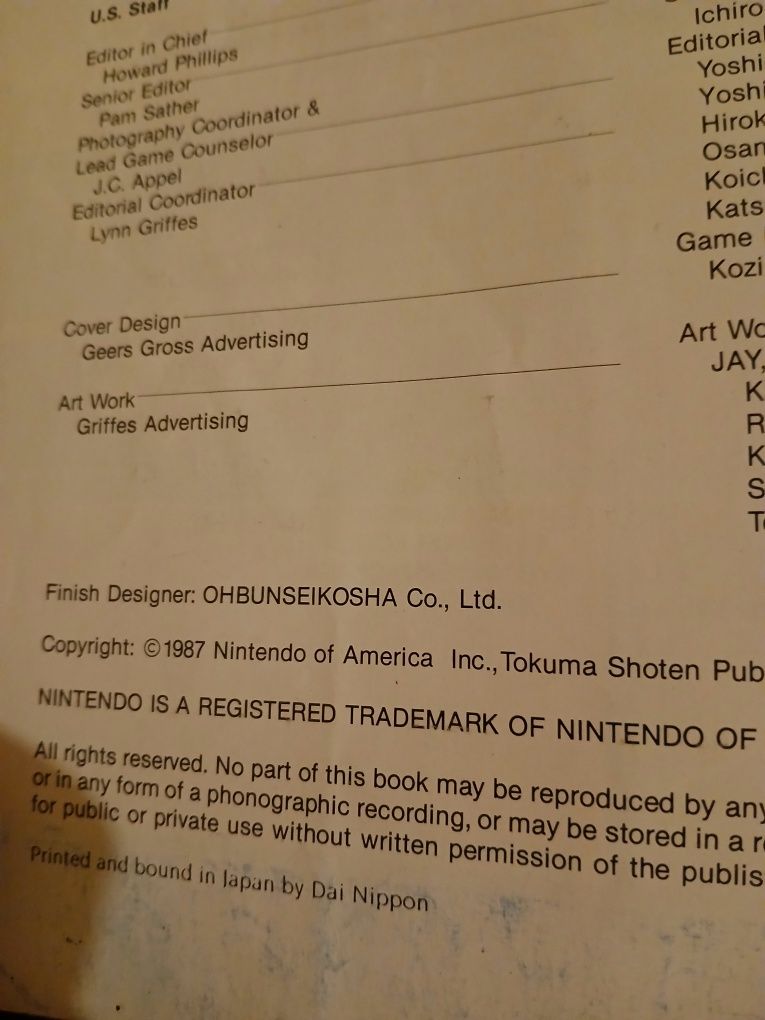 U.S. Staff
Editor in Chief
Howard Phillips
Senior Editor
Pam Sather
Photography Coordinator &
Lead Game Counselor
J.C. Appel
Editorial Coordinator
Lynn Griffes
Cover Design
Geers Gross Advertising
Art Work
Griffes Advertising
Ichiro
Editorial
Yoshi
Yoshi
Hirok
Osan
Koicl
Kats
Game
Kozi
Art Wo
JAY,
K
R
K
S
To
Finish Designer: OHBUNSEIKOSHA Co., Ltd.
Copyright: ©1987 Nintendo of America Inc., Tokuma Shoten Pub
NINTENDO IS A REGISTERED TRADEMARK OF NINTENDO OF
All rights reserved. No part of this book may be reproduced by any
or in any form of a phonographic recording, or may be stored in a re
for public or private use without written permission of the publis
Printed and bound in Japan by Dai Nippon